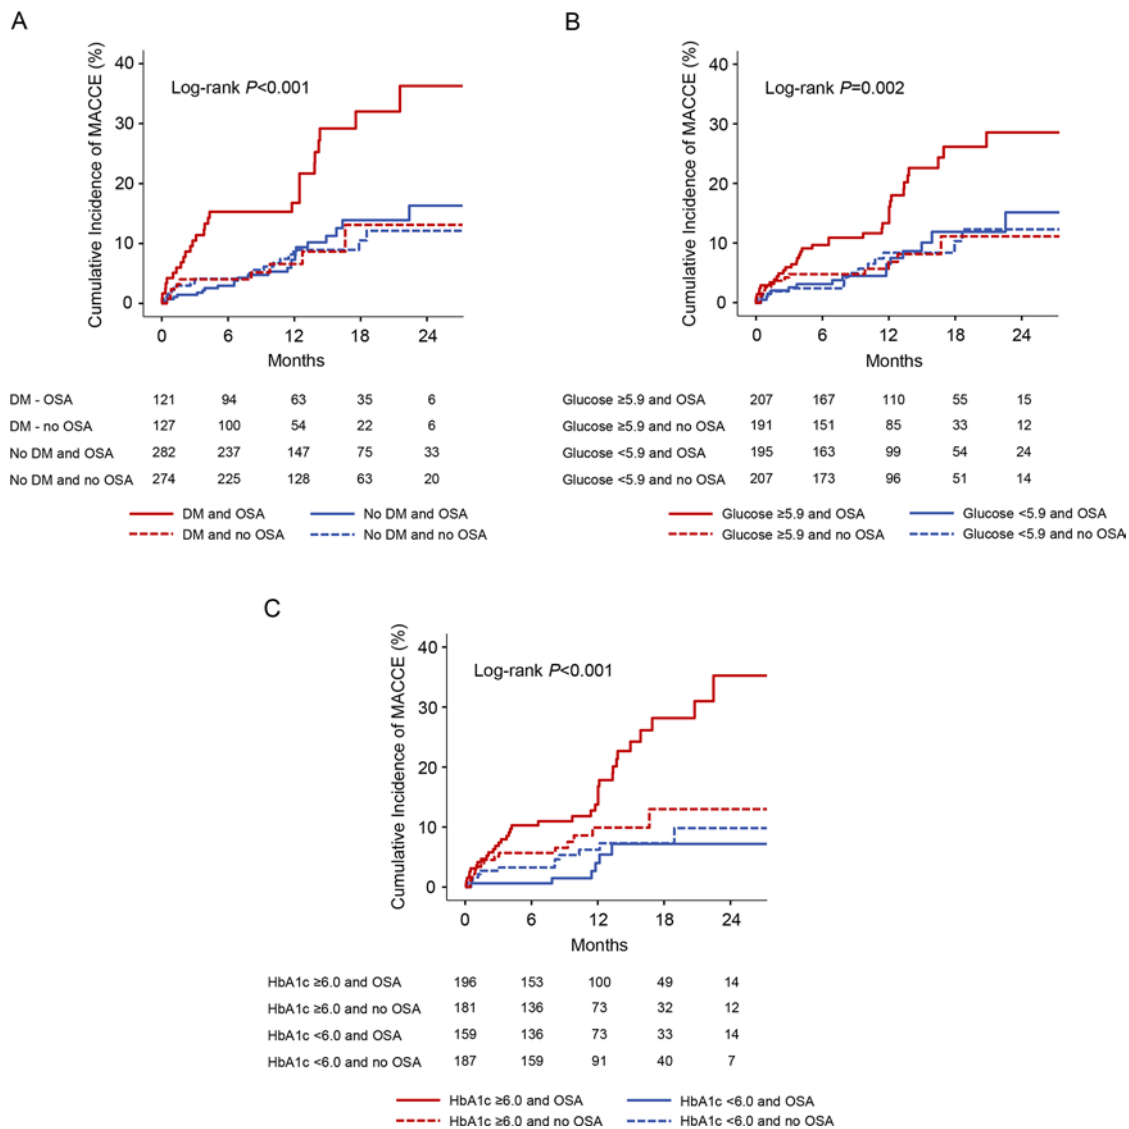 A
Cumulative Incidence of MACCE (%)
40
30
20
10
0
Log-rank P<0.001
0 6 12 18 24
Months
DM - OSA 121 94 63 35 6
DM - no OSA 127 100 54 22 6
No DM and OSA 282 237 147 75 33
No DM and no OSA 274 225 128 63 20
DM and OSA No DM and OSA
DM and no OSA No DM and no OSA
B
Cumulative Incidence of MACCE (%)
40
30
20
10
0
Log-rank P=0.002
0 6 12 18 24
Months
Glucose ≥5.9 and OSA 207 167 110 55 15
Glucose ≥5.9 and no OSA 191 151 85 33 12
Glucose <5.9 and OSA 195 163 99 54 24
Glucose <5.9 and no OSA 207 173 96 51 14
Glucose ≥5.9 and OSA Glucose <5.9 and OSA
Glucose ≥5.9 and no OSA Glucose <5.9 and no OSA
C
Cumulative Incidence of MACCE (%)
40
30
20
10
0
Log-rank P<0.001
0 6 12 18 24
Months
HbA1c ≥6.0 and OSA 196 153 100 49 14
HbA1c ≥6.0 and no OSA 181 136 73 32 12
HbA1c <6.0 and OSA 159 136 73 33 14
HbA1c <6.0 and no OSA 187 159 91 40 7
HbA1c ≥6.0 and OSA HbA1c <6.0 and OSA
HbA1c ≥6.0 and no OSA HbA1c <6.0 and no OSA